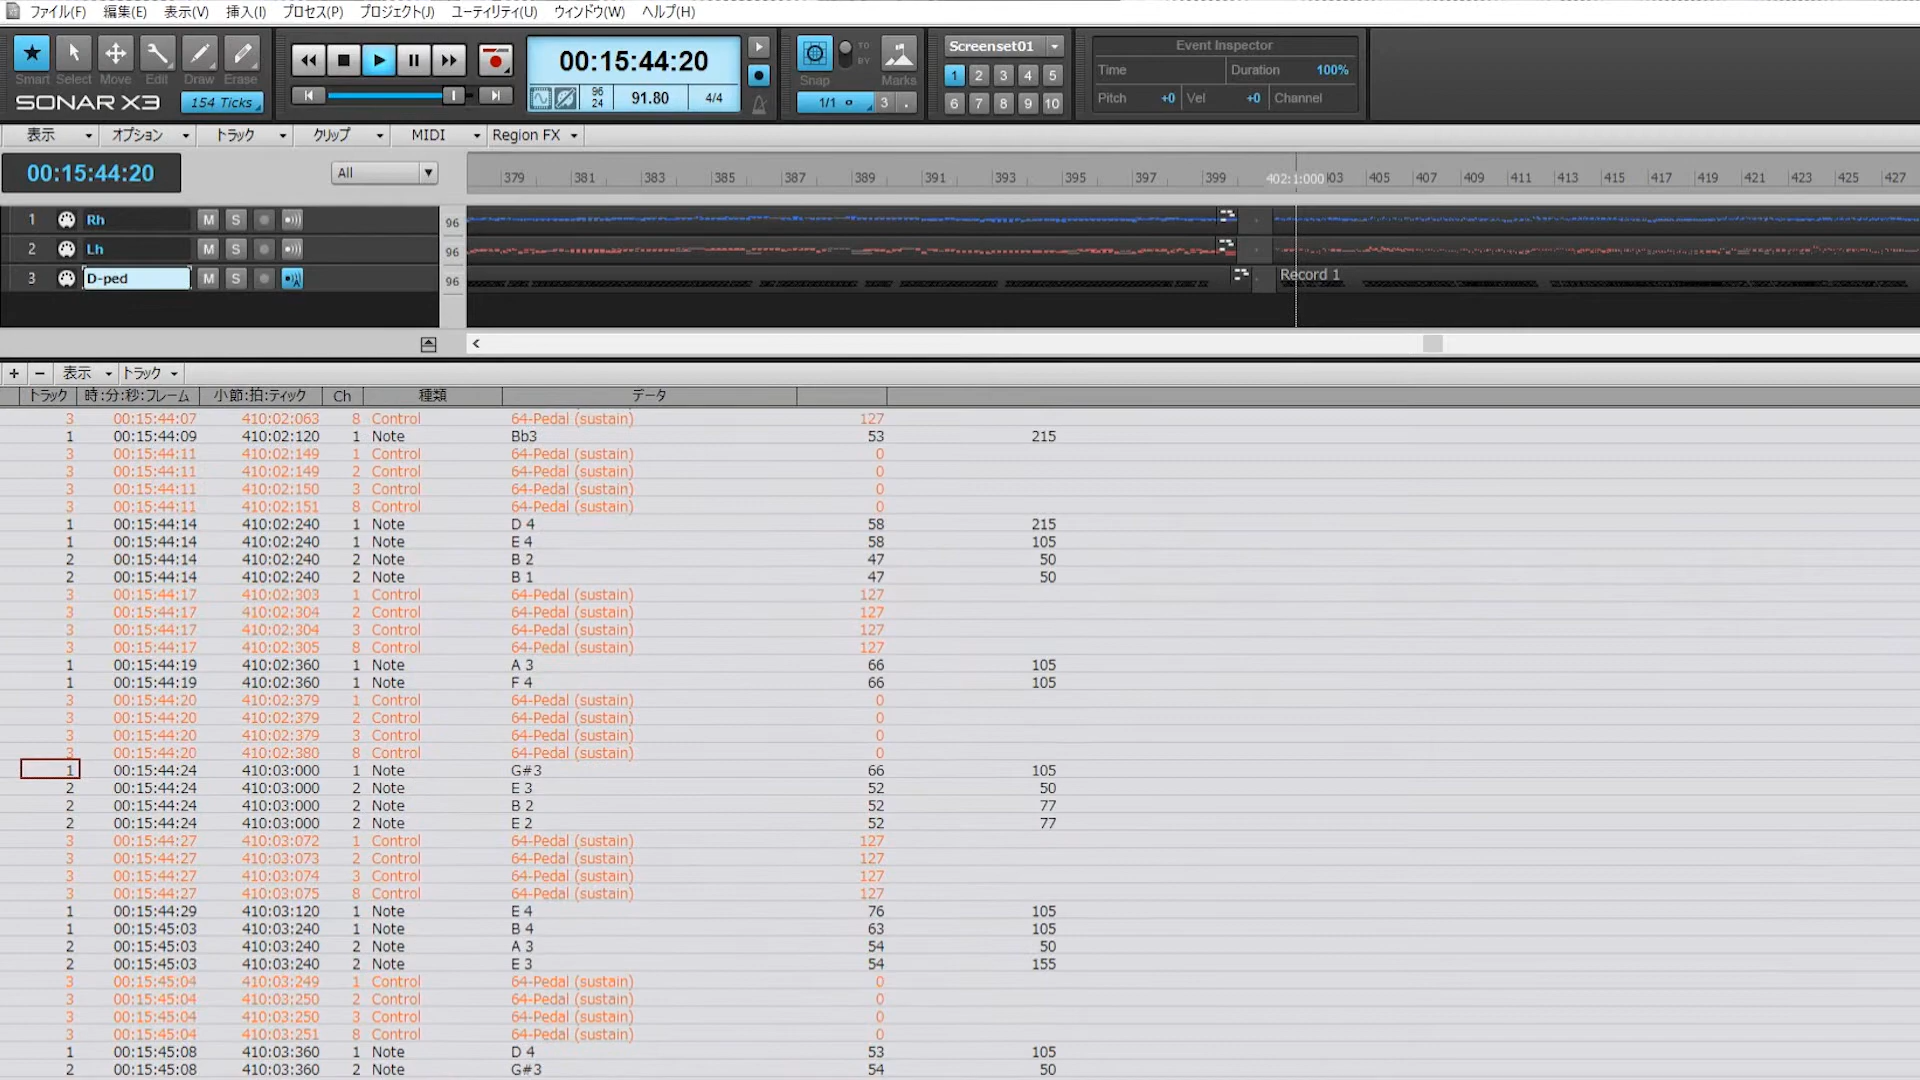 ファイル(F) 編集(E) 表示(V) 挿入(I) プロセス(P) プロジェクト(J) ユーティリティ(U) ウィンドウ(W) ヘルプ(H)
Smart Select Move Edit Draw Erase
SONAR X3 154 Ticks
00:15:44:20
96 24 91.80 4/4
TO BY
Snap Marks
1/1 3 .
Screenset01
1 2 3 4 5
6 7 8 9 10
Event Inspector
Time Duration 100%
Pitch +0 Vel +0 Channel
表示 オプション トラック クリップ MIDI Region FX
00:15:44:20 All
379 381 383 385 387 389 391 393 395 397 399 402:1:000 03 405 407 409 411 413 415 417 419 421 423 425 427
1 Rh M S 96
2 Lh M S 96
3 D-ped M S 96 Record 1
+ − 表示 トラック
トラック 時:分:秒:フレーム 小節:拍:ティック Ch 種類 データ
3 00:15:44:07 410:02:063 8 Control 64-Pedal (sustain) 127
1 00:15:44:09 410:02:120 1 Note Bb3 53 215
3 00:15:44:11 410:02:149 1 Control 64-Pedal (sustain) 0
3 00:15:44:11 410:02:149 2 Control 64-Pedal (sustain) 0
3 00:15:44:11 410:02:150 3 Control 64-Pedal (sustain) 0
3 00:15:44:11 410:02:151 8 Control 64-Pedal (sustain) 0
1 00:15:44:14 410:02:240 1 Note D 4 58 215
1 00:15:44:14 410:02:240 1 Note E 4 58 105
2 00:15:44:14 410:02:240 2 Note B 2 47 50
2 00:15:44:14 410:02:240 2 Note B 1 47 50
3 00:15:44:17 410:02:303 1 Control 64-Pedal (sustain) 127
3 00:15:44:17 410:02:304 2 Control 64-Pedal (sustain) 127
3 00:15:44:17 410:02:304 3 Control 64-Pedal (sustain) 127
3 00:15:44:17 410:02:305 8 Control 64-Pedal (sustain) 127
1 00:15:44:19 410:02:360 1 Note A 3 66 105
1 00:15:44:19 410:02:360 1 Note F 4 66 105
3 00:15:44:20 410:02:379 1 Control 64-Pedal (sustain) 0
3 00:15:44:20 410:02:379 2 Control 64-Pedal (sustain) 0
3 00:15:44:20 410:02:379 3 Control 64-Pedal (sustain) 0
3 00:15:44:20 410:02:380 8 Control 64-Pedal (sustain) 0
1 00:15:44:24 410:03:000 1 Note G#3 66 105
2 00:15:44:24 410:03:000 2 Note E 3 52 50
2 00:15:44:24 410:03:000 2 Note B 2 52 77
2 00:15:44:24 410:03:000 2 Note E 2 52 77
3 00:15:44:27 410:03:072 1 Control 64-Pedal (sustain) 127
3 00:15:44:27 410:03:073 2 Control 64-Pedal (sustain) 127
3 00:15:44:27 410:03:074 3 Control 64-Pedal (sustain) 127
3 00:15:44:27 410:03:075 8 Control 64-Pedal (sustain) 127
1 00:15:44:29 410:03:120 1 Note E 4 76 105
1 00:15:45:03 410:03:240 1 Note B 4 63 105
2 00:15:45:03 410:03:240 2 Note A 3 54 50
2 00:15:45:03 410:03:240 2 Note E 3 54 155
3 00:15:45:04 410:03:249 1 Control 64-Pedal (sustain) 0
3 00:15:45:04 410:03:250 2 Control 64-Pedal (sustain) 0
3 00:15:45:04 410:03:250 3 Control 64-Pedal (sustain) 0
3 00:15:45:04 410:03:251 8 Control 64-Pedal (sustain) 0
1 00:15:45:08 410:03:360 1 Note D 4 53 105
2 00:15:45:08 410:03:360 2 Note G#3 54 50